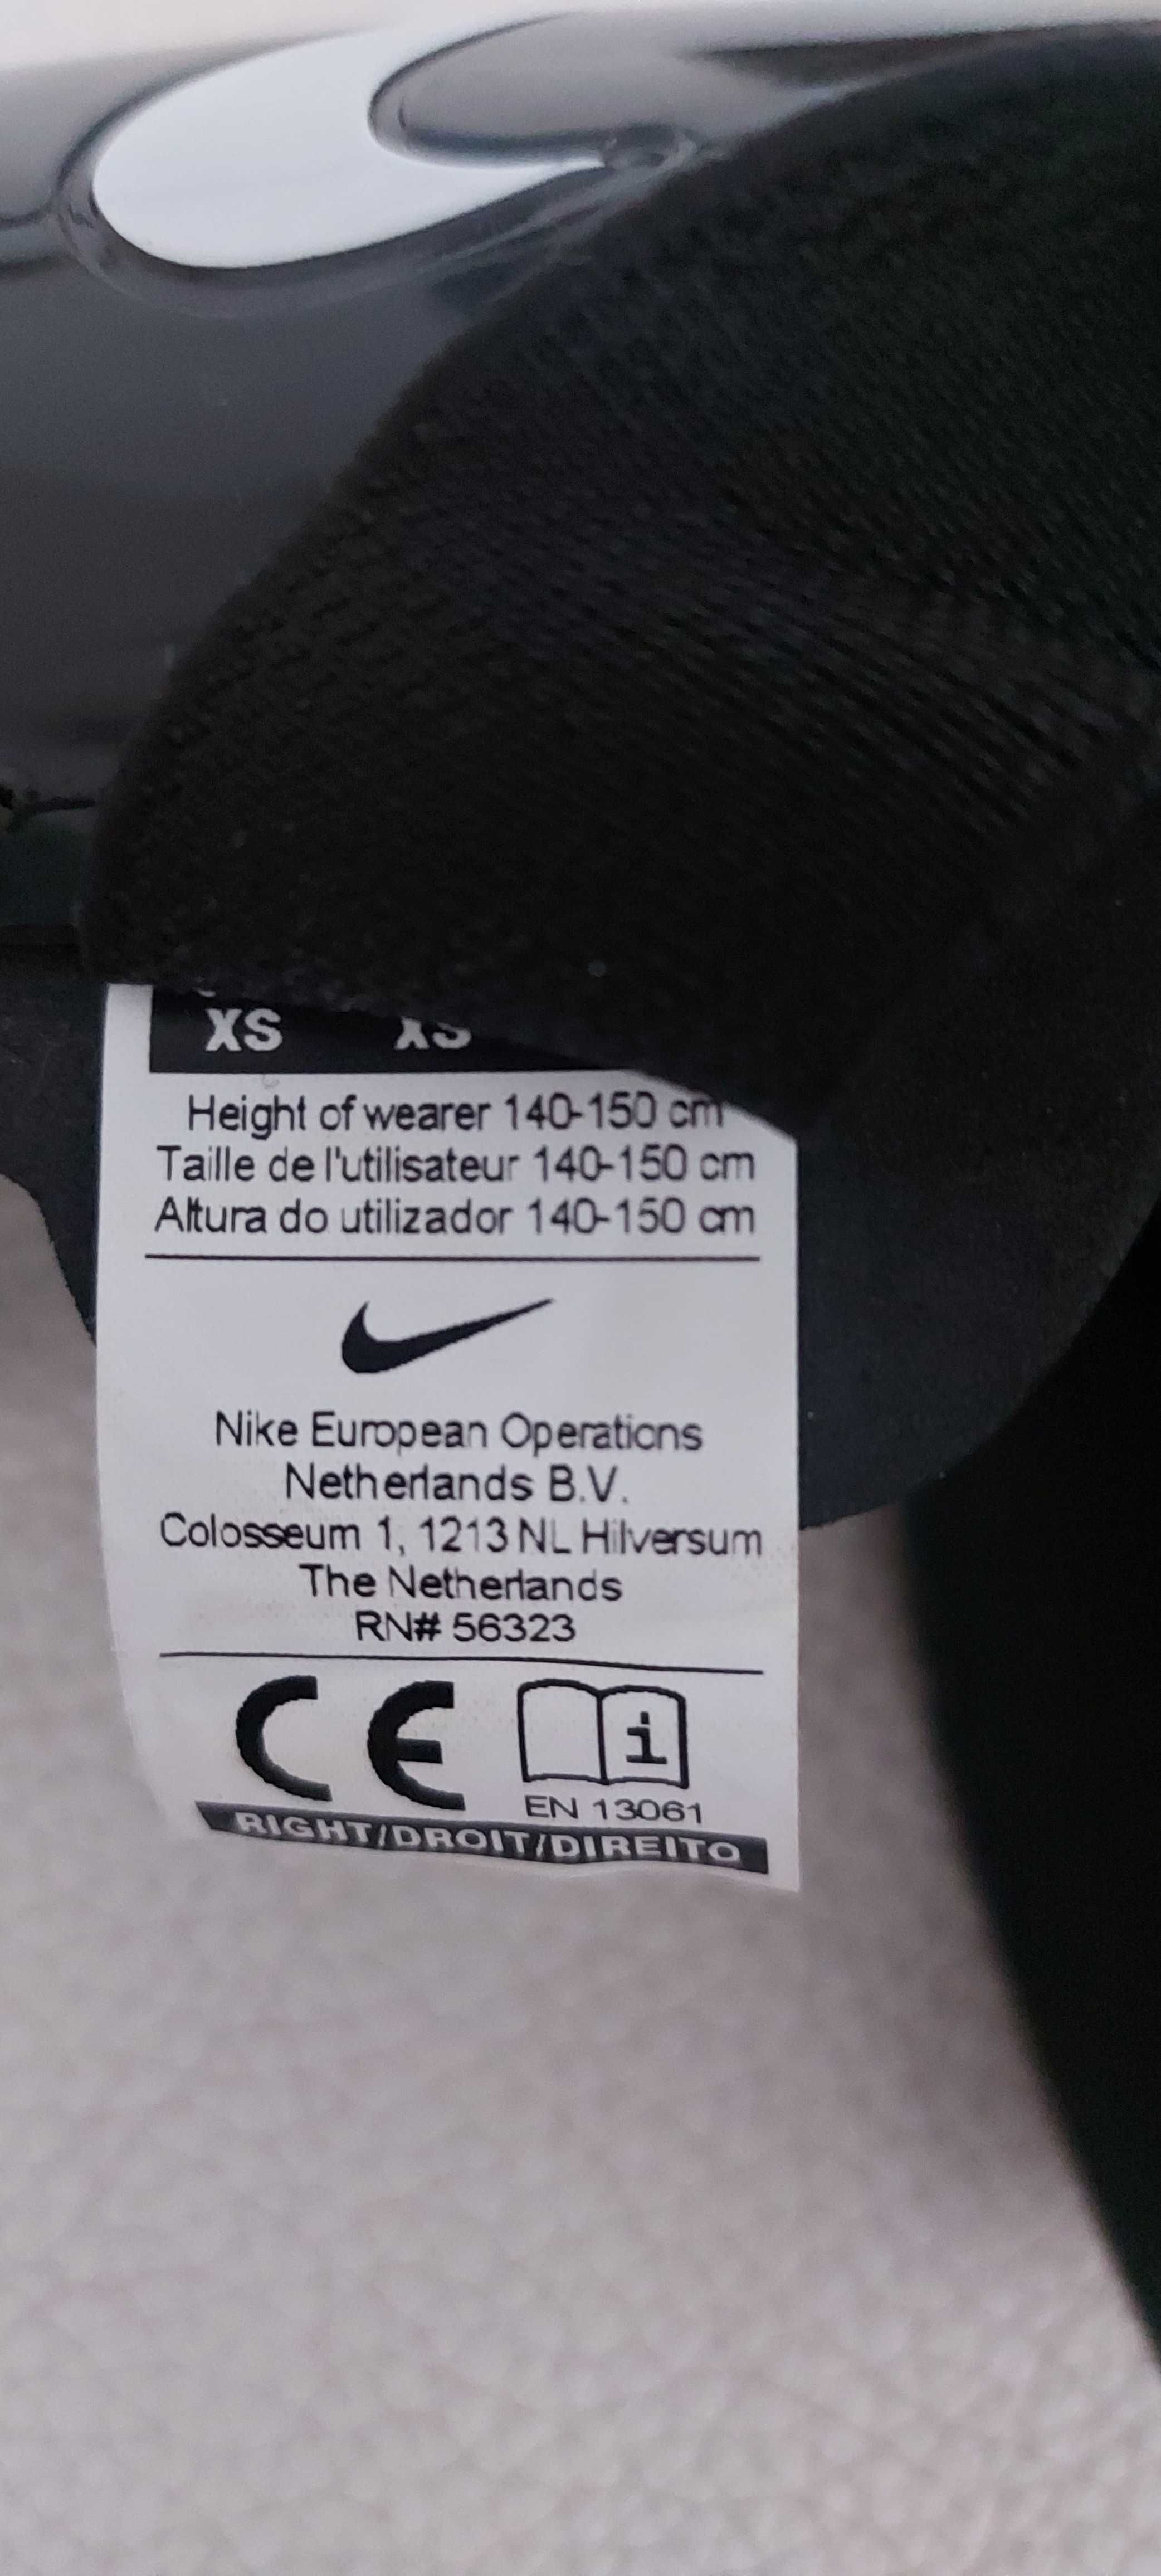 XS XS
Height of wearer 140-150 cm
Taille de l'utilisateur 140-150 cm
Altura do utilizador 140-150 cm
Nike European Operations
Netherlands B.V.
Colosseum 1, 1213 NL Hilversum
The Netherlands
RN# 56323
CE i
EN 13061
RIGHT/DROIT/DIREITO